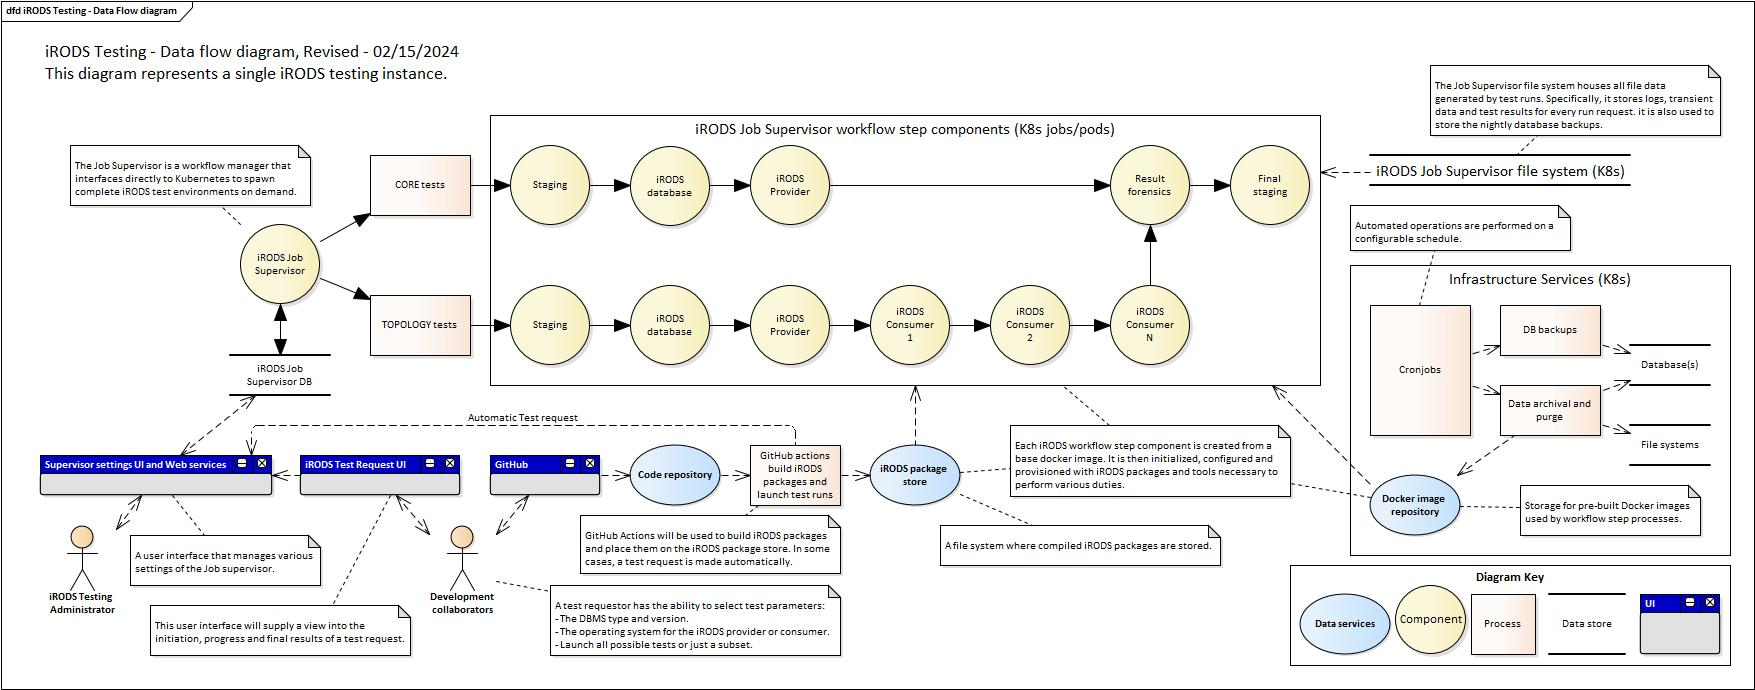 dfd iRODS Testing - Data Flow diagram
iRODS Testing - Data flow diagram, Revised - 02/15/2024
This diagram represents a single iRODS testing instance.
The Job Supervisor file system houses all file data
generated by test runs. Specifically, it stores logs, transient
data and test results for every run request. it is also used to
store the nightly database backups.
iRODS Job Supervisor workflow step components (K8s jobs/pods)
The Job Supervisor is a workflow manager that
interfaces directly to Kubernetes to spawn
complete iRODS test environments on demand.
CORE tests
Staging
iRODS
database
iRODS
Provider
Result
forensics
Final
staging
iRODS Job Supervisor file system (K8s)
Automated operations are performed on a
configurable schedule.
iRODS Job
Supervisor
TOPOLOGY tests
Staging
iRODS
database
iRODS
Provider
iRODS
Consumer
1
iRODS
Consumer
2
iRODS
Consumer
N
Infrastructure Services (K8s)
Cronjobs
DB backups
Database(s)
Data archival and
purge
File systems
iRODS Job
Supervisor DB
Automatic Test request
Supervisor settings UI and Web services
iRODS Test Request UI
GitHub
Code repository
GitHub actions
build iRODS
packages and
launch test runs
iRODS package
store
Each iRODS workflow step component is created from a
base docker image. It is then initialized, configured and
provisioned with iRODS packages and tools necessary to
perform various duties.
Docker image
repository
Storage for pre-built Docker images
used by workflow step processes.
iRODS Testing
Administrator
A user interface that manages various
settings of the Job supervisor.
Development
collaborators
GitHub Actions will be used to build iRODS packages
and place them on the iRODS package store. In some
cases, a test request is made automatically.
A file system where compiled iRODS packages are stored.
This user interface will supply a view into the
initiation, progress and final results of a test request.
A test requestor has the ability to select test parameters:
- The DBMS type and version.
- The operating system for the iRODS provider or consumer.
- Launch all possible tests or just a subset.
Diagram Key
Data services
Component
Process
Data store
UI